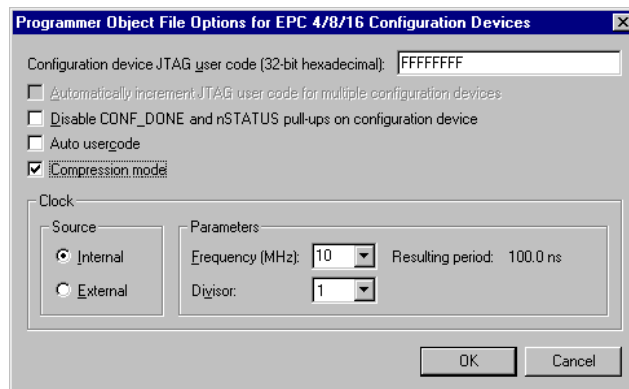 Programmer Object File Options for EPC 4/8/16 Configuration Devices
Configuration device JTAG user code (32-bit hexadecimal): FFFFFFFF
Automatically increment JTAG user code for multiple configuration devices
Disable CONF_DONE and nSTATUS pull-ups on configuration device
Auto usercode
Compression mode
Clock
Source
Parameters
Internal
Frequency (MHz): 10 Resulting period: 100.0 ns
External
Divisor: 1
OK Cancel